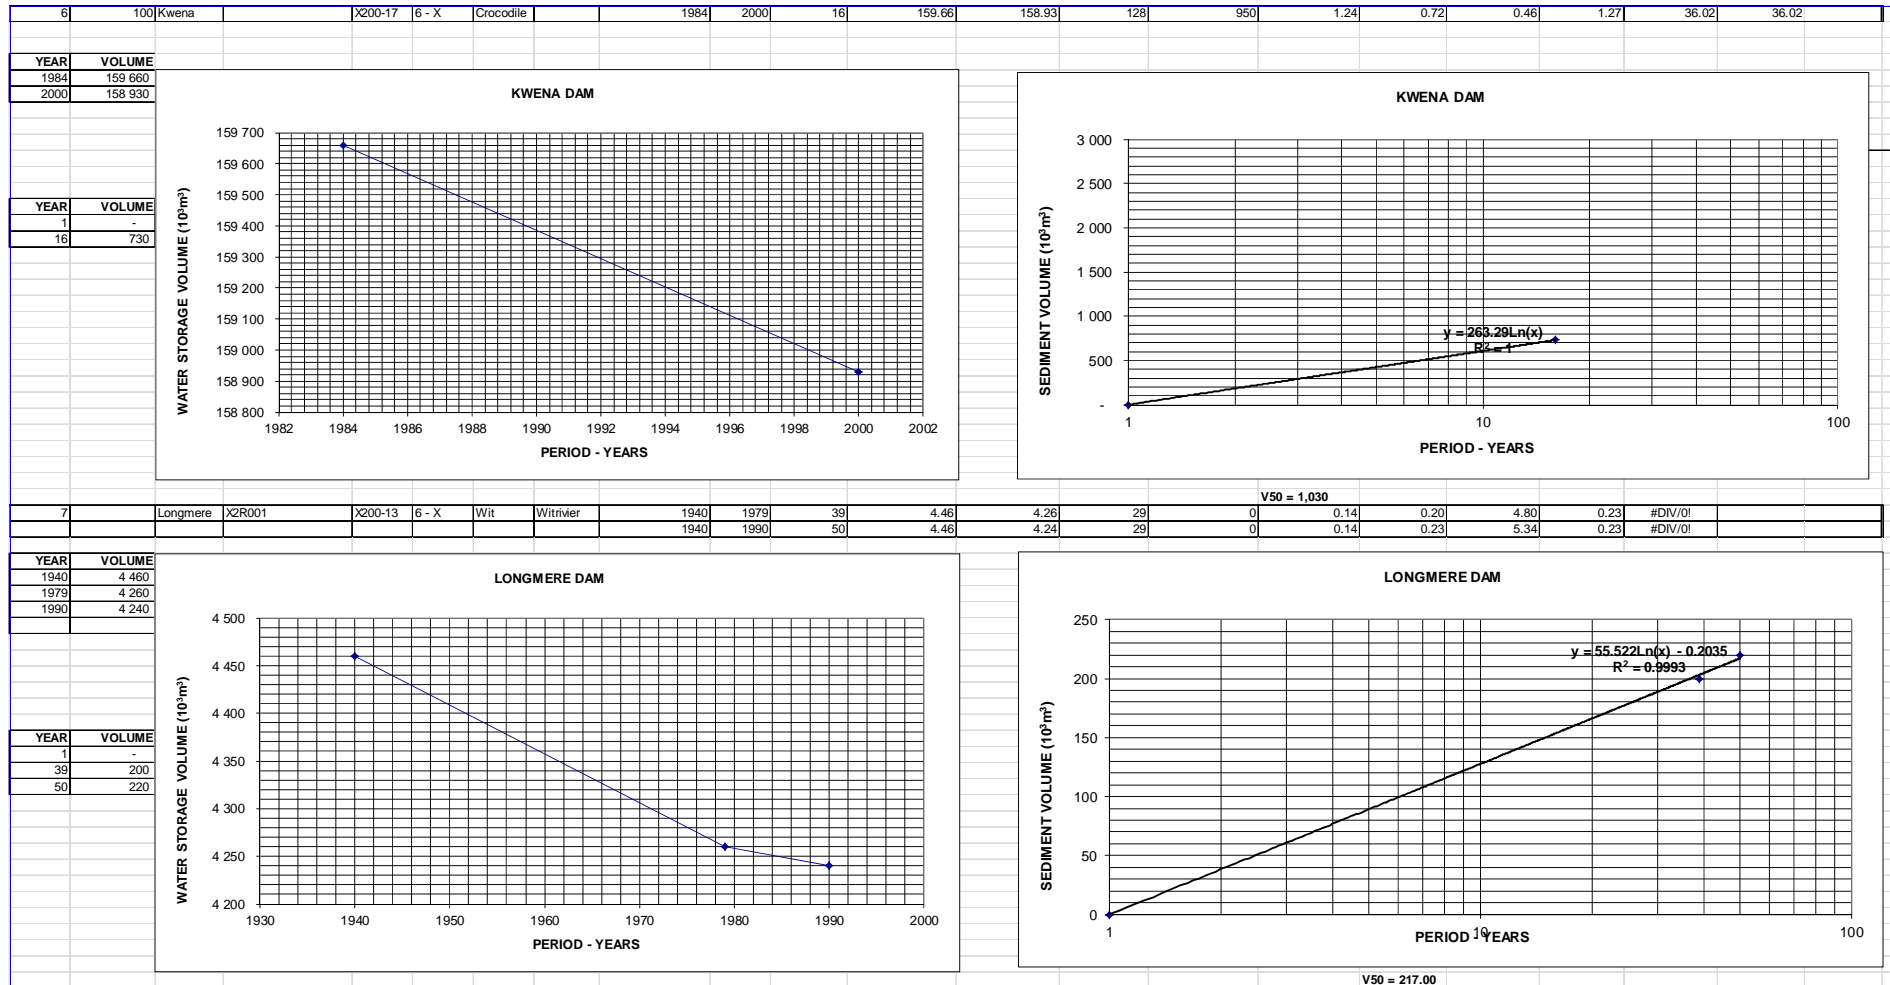 6 100 Kwena X200-17 6 - X Crocodile 1984 2000 16 159.66 158.93 128 950 1.24 0.72 0.46 1.27 36.02 36.02
YEAR VOLUME
1984 159 660
2000 158 930
YEAR VOLUME
1 -
16 730
KWENA DAM
WATER STORAGE VOLUME (10³m³)
159 700
159 600
159 500
159 400
159 300
159 200
159 100
159 000
158 900
158 800
1982 1984 1986 1988 1990 1992 1994 1996 1998 2000 2002
PERIOD - YEARS
KWENA DAM
SEDIMENT VOLUME (10³m³)
3 000
2 500
2 000
1 500
1 000
500
-
y = 263.29Ln(x)
R² = 1
1 10 100
PERIOD - YEARS
V50 = 1,030
7 Longmere X2R001 X200-13 6 - X Wit Witrivier 1940 1979 39 4.46 4.26 29 0 0.14 0.20 4.80 0.23 #DIV/0!
1940 1990 50 4.46 4.24 29 0 0.14 0.23 5.34 0.23 #DIV/0!
YEAR VOLUME
1940 4 460
1979 4 260
1990 4 240
YEAR VOLUME
1 -
39 200
50 220
LONGMERE DAM
WATER STORAGE VOLUME (10³m³)
4 500
4 450
4 400
4 350
4 300
4 250
4 200
1930 1940 1950 1960 1970 1980 1990 2000
PERIOD - YEARS
LONGMERE DAM
SEDIMENT VOLUME (10³m³)
250
200
150
100
50
0
y = 55.522Ln(x) - 0.2035
R² = 0.9993
1 10 100
PERIOD - YEARS
V50 = 217.00